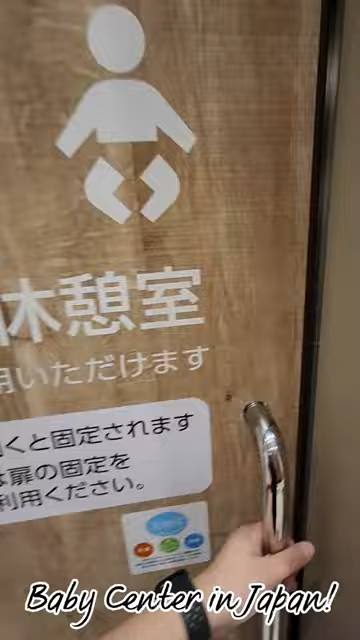 休憩室
用いただけます
くと固定されます
は扉の固定を
利用ください。
Baby Center in Japan!